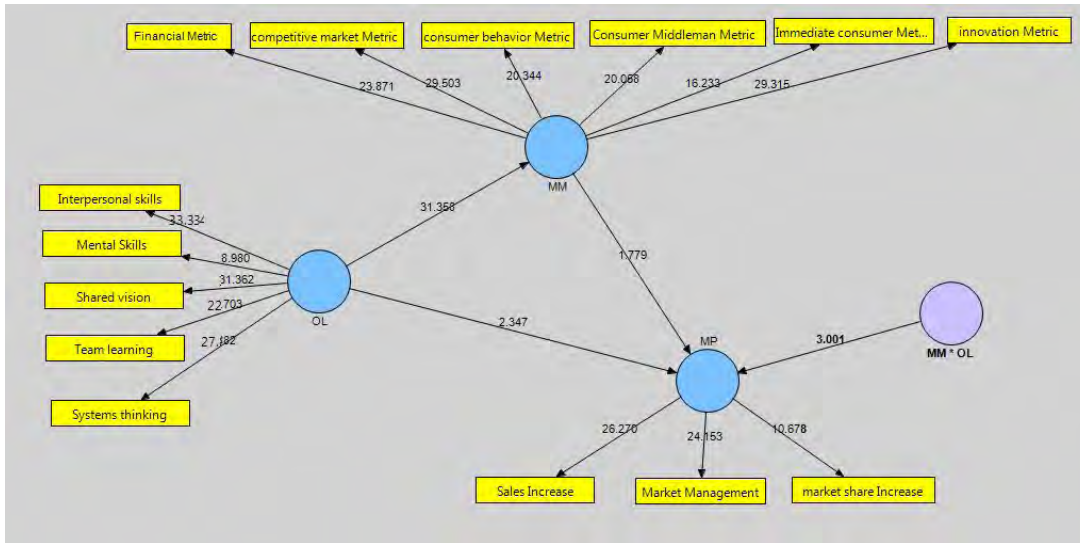 Financial Metric
competitive market Metric
consumer behavior Metric
Consumer Middleman Metric
Immediate consumer Met...
innovation Metric
23.871
29.503
20.344
20.068
16.233
29.315
MM
Interpersonal skills
Mental Skills
Shared vision
Team learning
Systems thinking
33.334
8.980
31.362
22.703
27.182
OL
31.358
1.779
2.347
MP
3.001
MM * OL
26.270
24.153
10.678
Sales Increase
Market Management
market share Increase